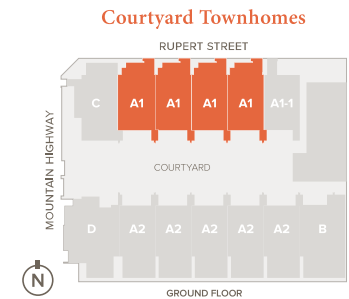 Courtyard Townhomes
RUPERT STREET
C A1 A1 A1 A1 A1-1
MOUNTAIN HIGHWAY
COURTYARD
D A2 A2 A2 A2 A2 B
N
GROUND FLOOR